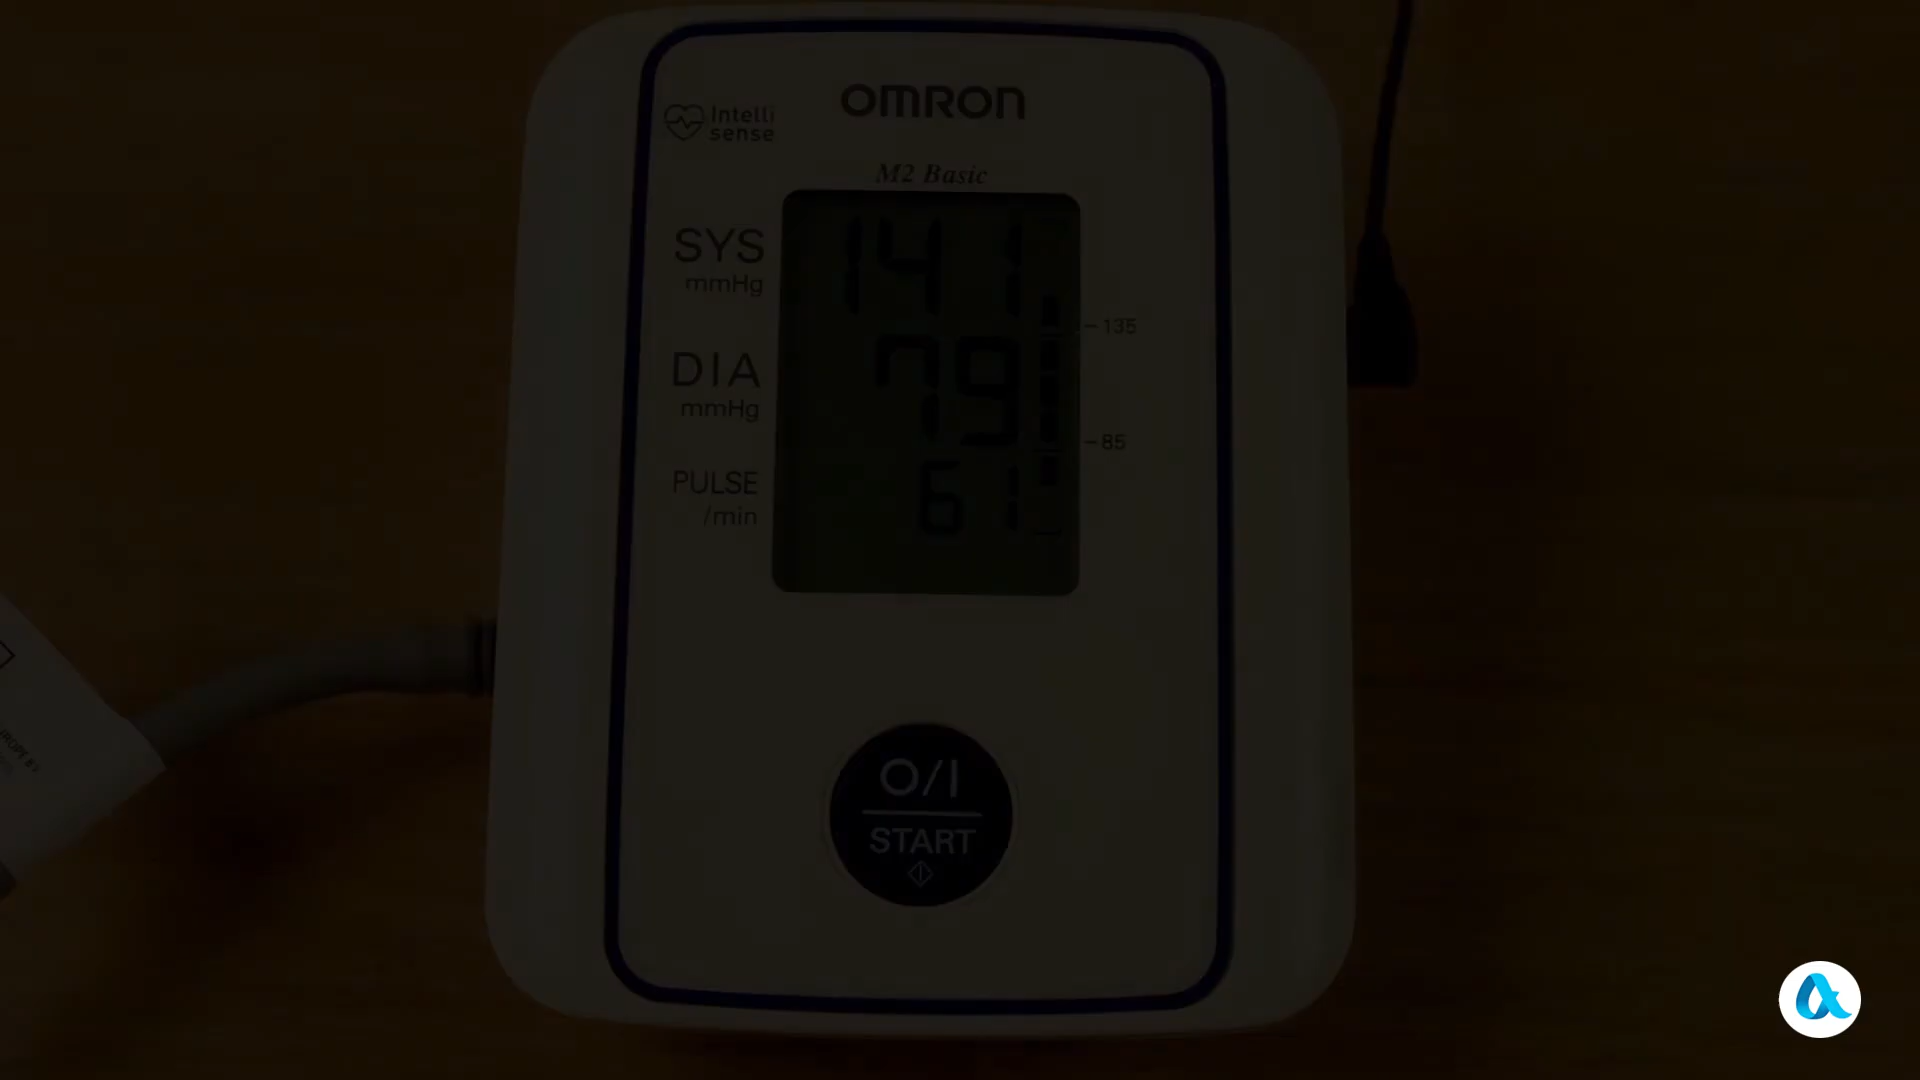 OMRON
Intelli
sense
M2 Basic
SYS
mmHg
141
-135
DIA
mmHg
79
-85
PULSE
/min
61
O/I
START